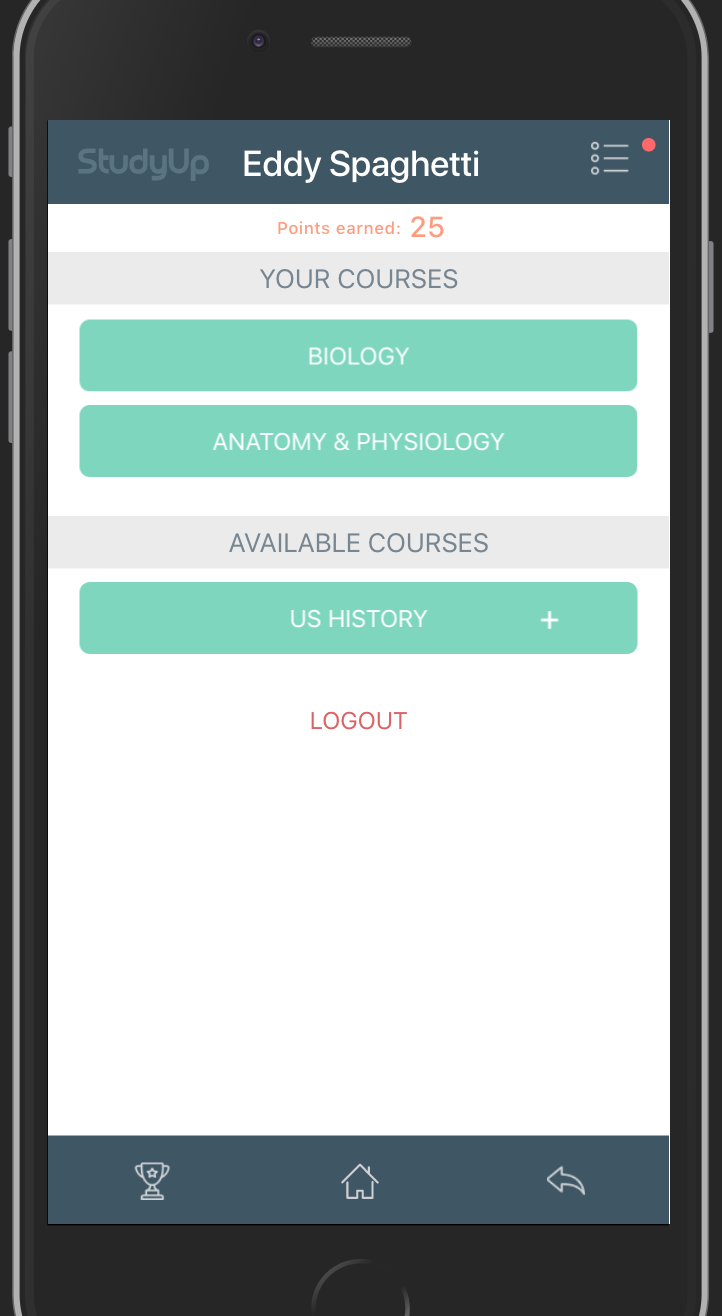 StudyUp Eddy Spaghetti
Points earned: 25
YOUR COURSES
BIOLOGY
ANATOMY & PHYSIOLOGY
AVAILABLE COURSES
US HISTORY +
LOGOUT